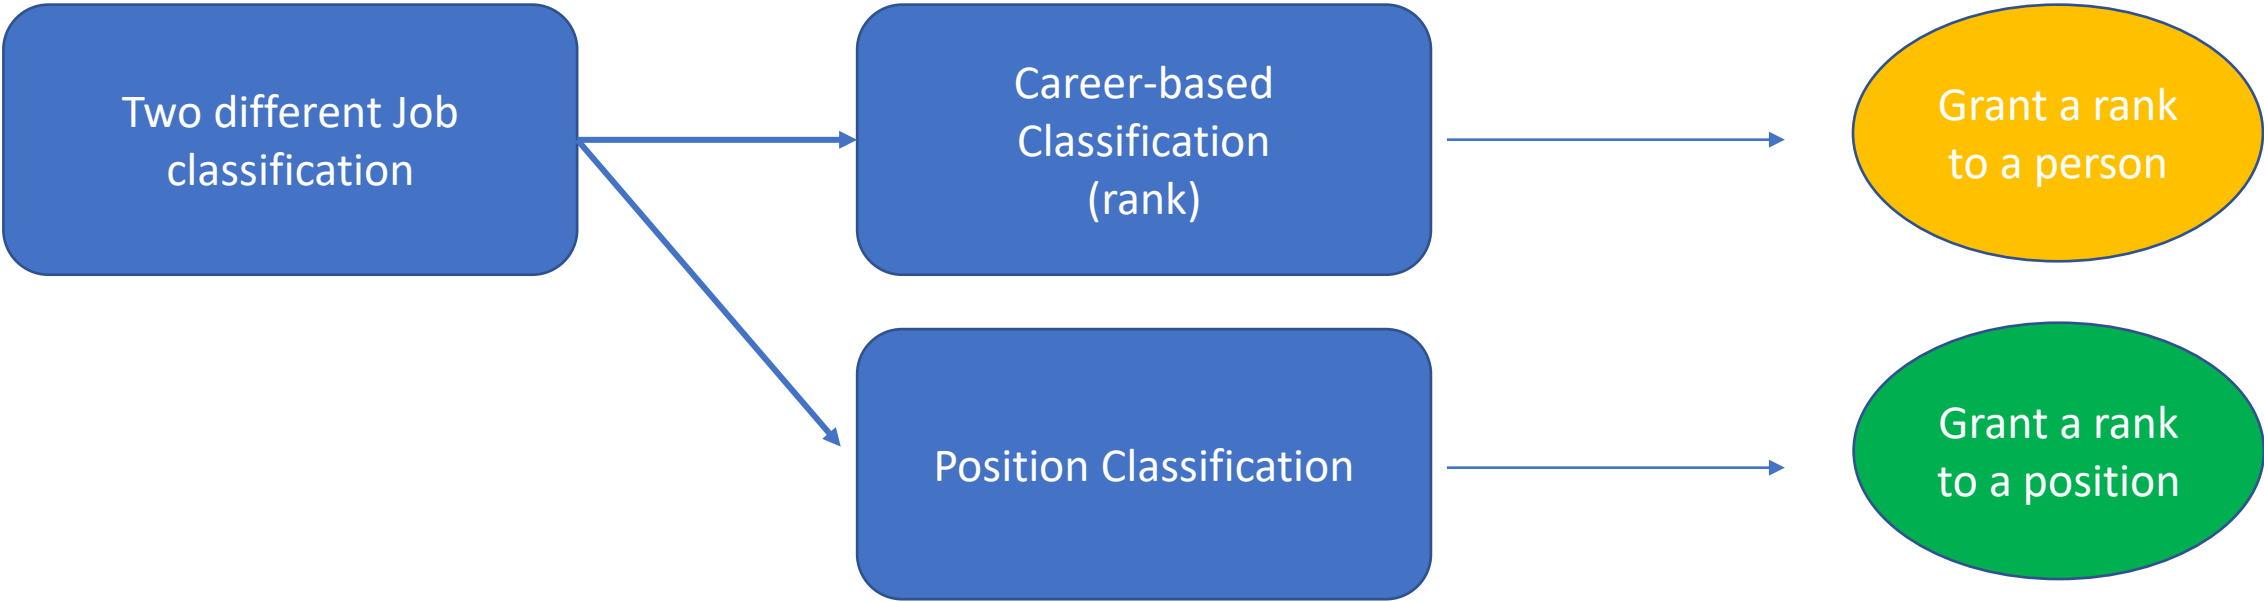 Two different Job
classification
Career-based
Classification
(rank)
Grant a rank
to a person
Position Classification
Grant a rank
to a position